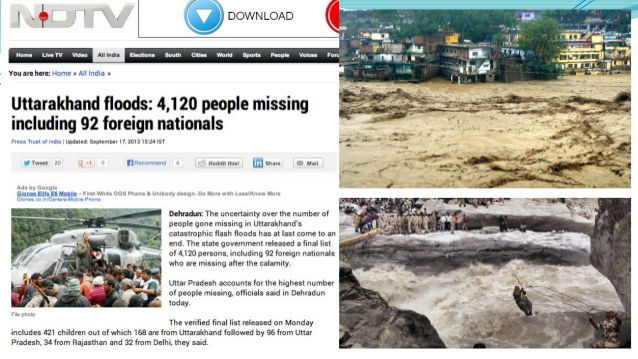 NDTV
DOWNLOAD
Home Live TV Video All India Elections South Cities World Sports People Voices
You are here: Home » All India »
Uttarakhand floods: 4,120 people missing
including 92 foreign nationals
Press Trust of India | Updated: September 17, 2013 15:24 IST
Tweet 20 +1 0 Recommend 4 Reddit this! Share Mail
Ads by Google
Gionee Elife E6 Mobile – First White OGS Phone & Unibody design. Do More with Less!Know More
Gionee.co.in/Camera-Mobile-Phone
Dehradun: The uncertainty over the number of
people gone missing in Uttarakhand's
catastrophic flash floods has at last come to an
end. The state government released a final list
of 4,120 persons, including 92 foreign nationals
who are missing after the calamity.
Uttar Pradesh accounts for the highest number
of people missing, officials said in Dehradun
today.
File photo
The verified final list released on Monday
includes 421 children out of which 168 are from Uttarakhand followed by 96 from Uttar
Pradesh, 34 from Rajasthan and 32 from Delhi, they said.